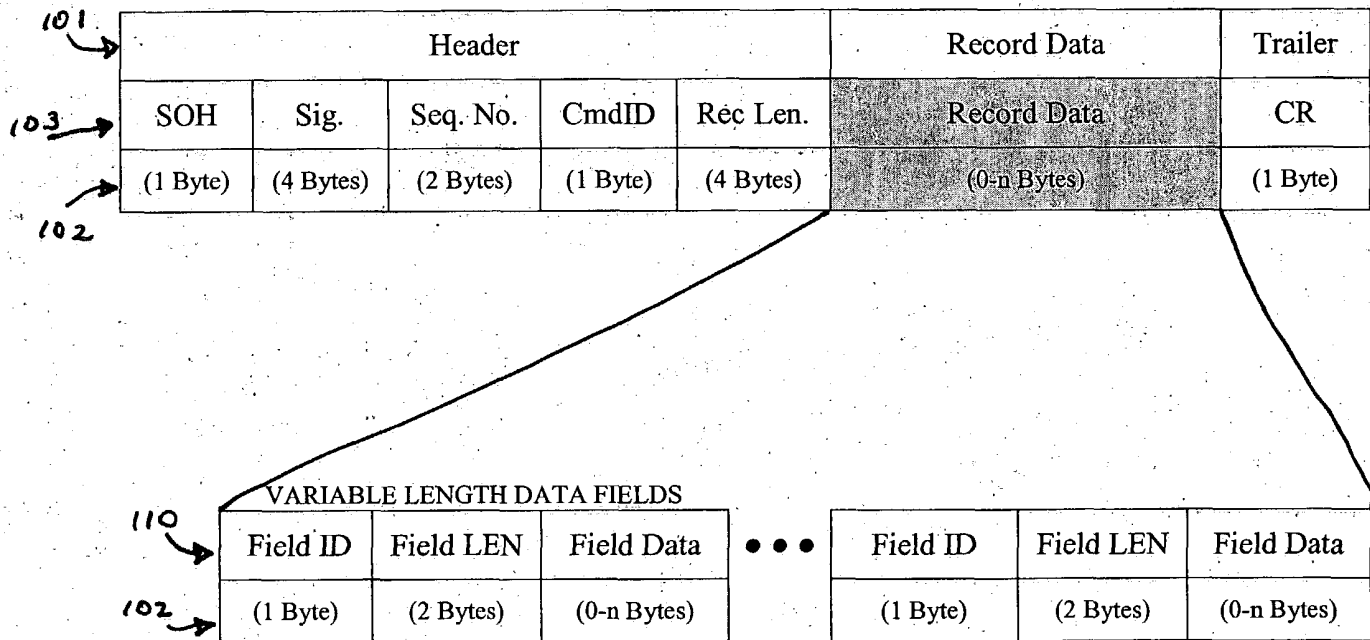 101
Header Record Data Trailer
103 SOH Sig. Seq. No. CmdID Rec Len. Record Data CR
(1 Byte) (4 Bytes) (2 Bytes) (1 Byte) (4 Bytes) (0-n Bytes) (1 Byte)
102
VARIABLE LENGTH DATA FIELDS
110 Field ID Field LEN Field Data ••• Field ID Field LEN Field Data
102 (1 Byte) (2 Bytes) (0-n Bytes) (1 Byte) (2 Bytes) (0-n Bytes)